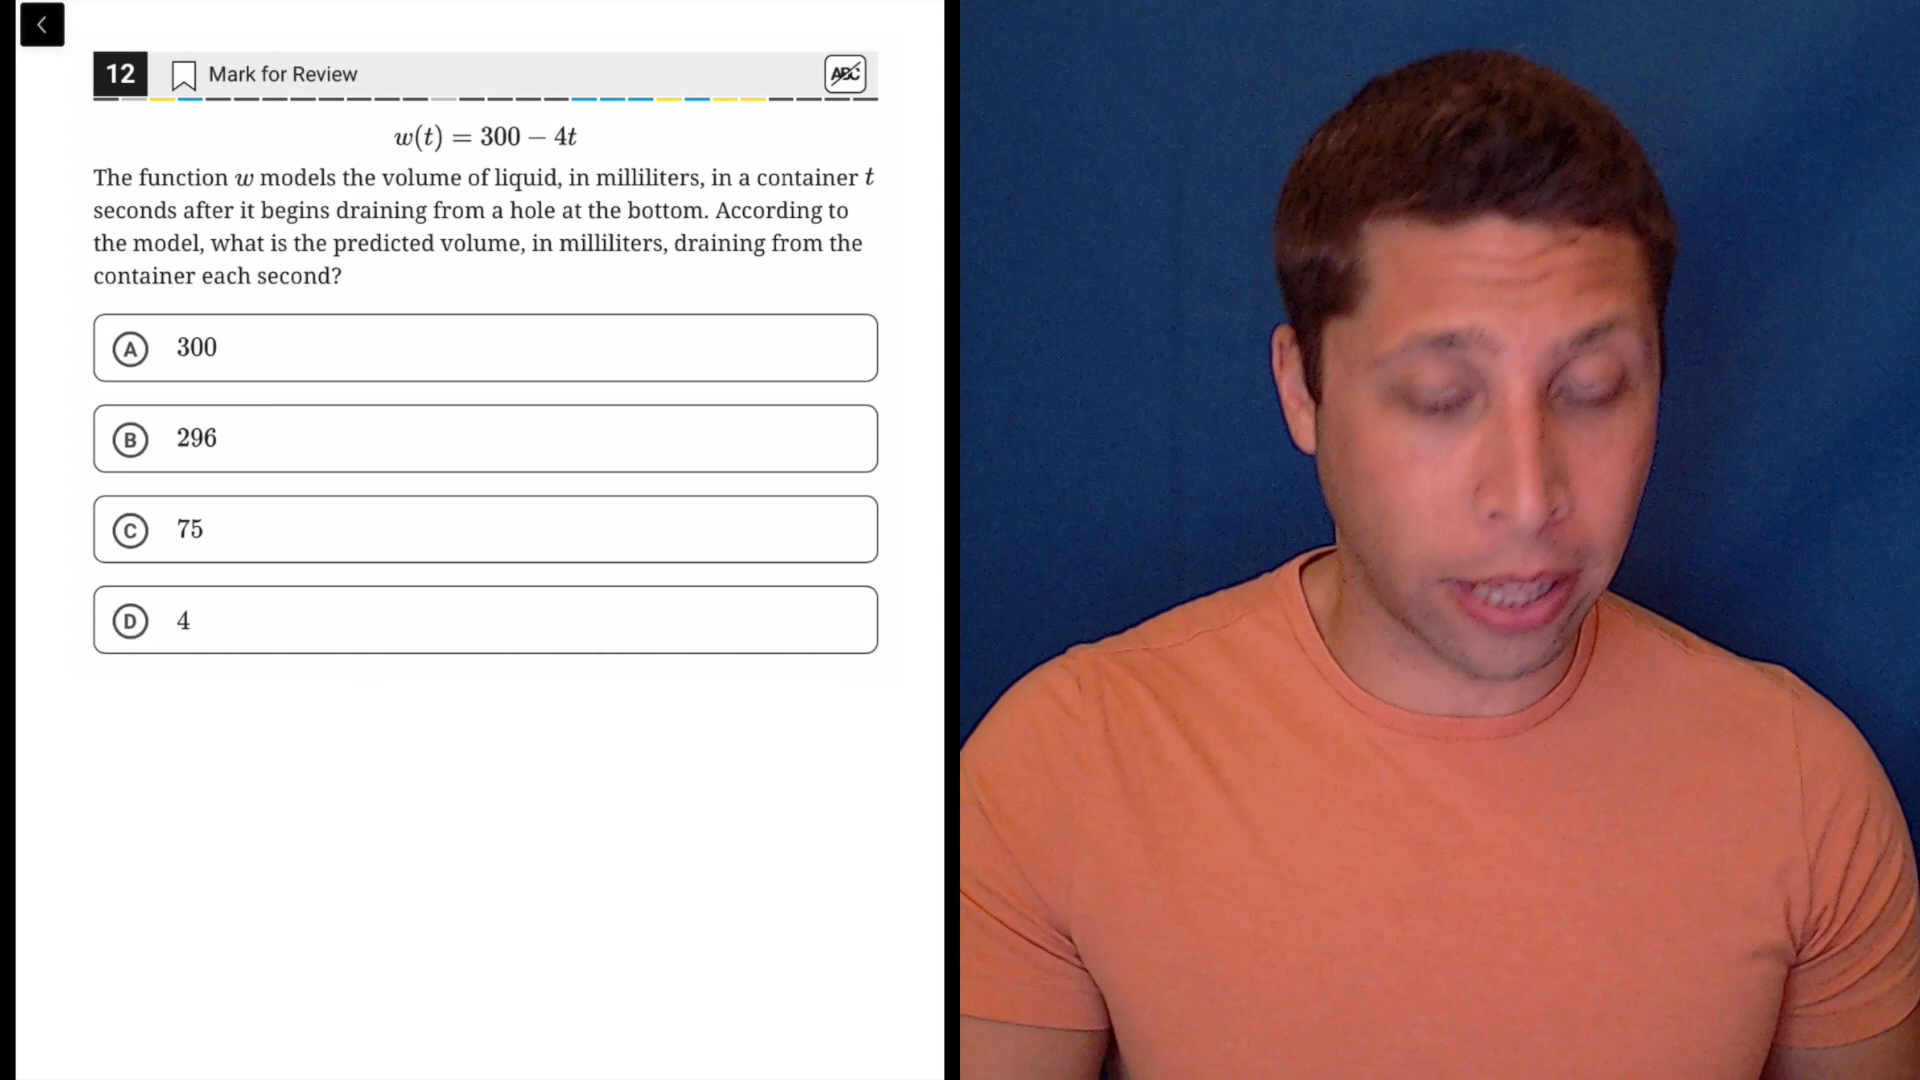 12 Mark for Review ABC
w(t) = 300 − 4t
The function w models the volume of liquid, in milliliters, in a container t
seconds after it begins draining from a hole at the bottom. According to
the model, what is the predicted volume, in milliliters, draining from the
container each second?
A 300
B 296
C 75
D 4